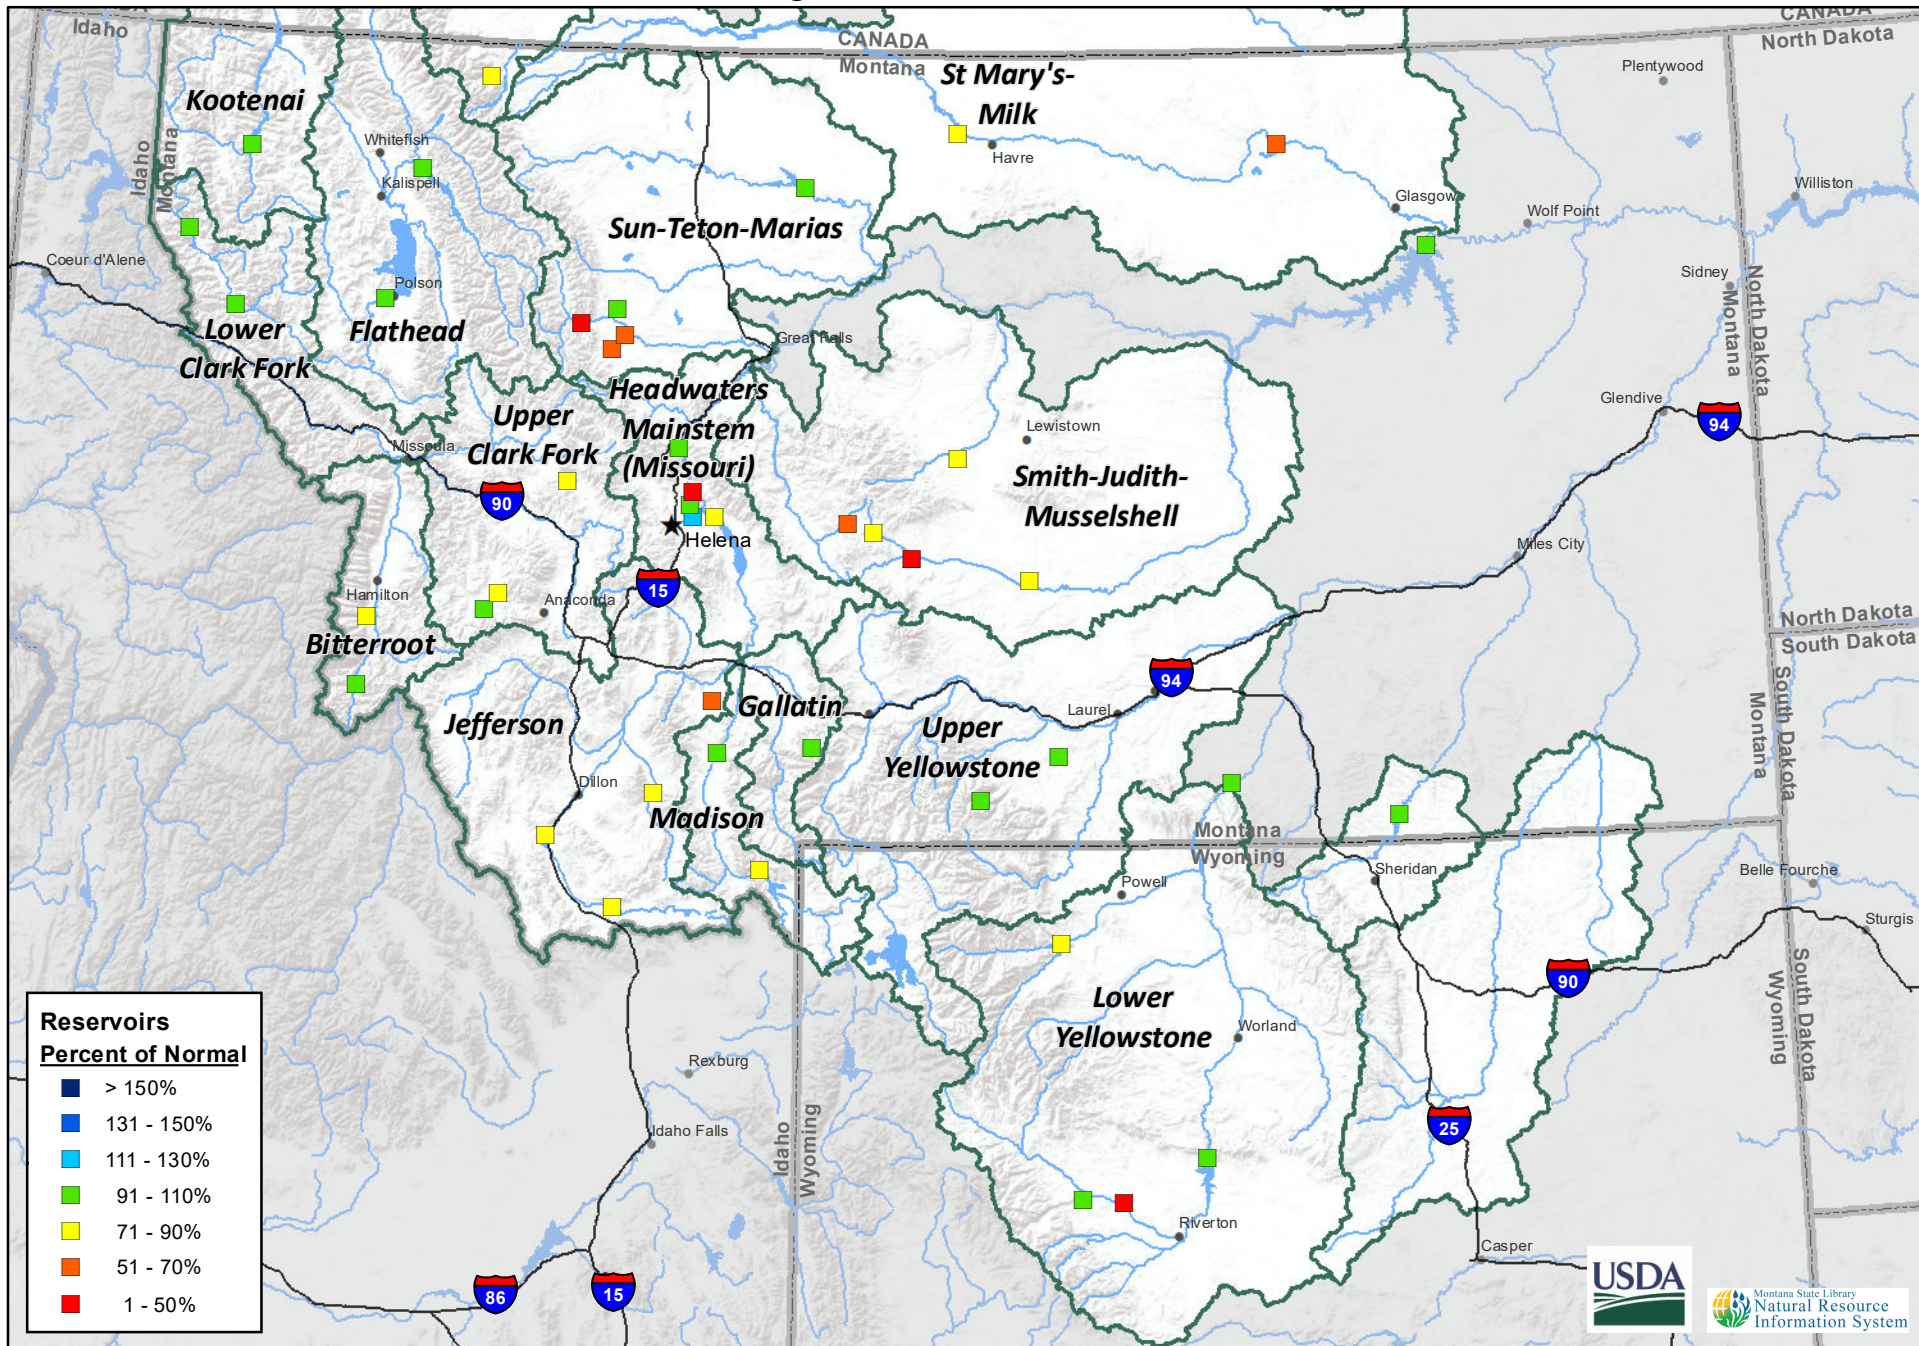 CANADA
Idaho
CANADA
Montana
CANADA
North Dakota
Kootenai
St Mary's-
Milk
Plentywood
Whitefish
Havre
Idaho
Montana
Kalispell
Glasgow
Williston
Wolf Point
Sun-Teton-Marias
Coeur d'Alene
Polson
Sidney
North Dakota
Montana
Lower
Clark Fork
Flathead
Great Falls
Headwaters
Mainstem
(Missouri)
Upper
Clark Fork
Glendive
94
Lewistown
Missoula
Smith-Judith-
Musselshell
90
Helena
Miles City
15
Hamilton
Anaconda
Bitterroot
North Dakota
South Dakota
94
Jefferson
Gallatin
Laurel
Upper
Yellowstone
South Dakota
Montana
Dillon
Madison
Montana
Wyoming
Sheridan
Powell
Belle Fourche
Sturgis
90
Lower
Yellowstone
Worland
South Dakota
Wyoming
Reservoirs
Percent of Normal
> 150%
131 - 150%
111 - 130%
91 - 110%
71 - 90%
51 - 70%
1 - 50%
Rexburg
Idaho Falls
Idaho
Wyoming
25
Riverton
Casper
86
15
USDA
Montana State Library
Natural Resource
Information System